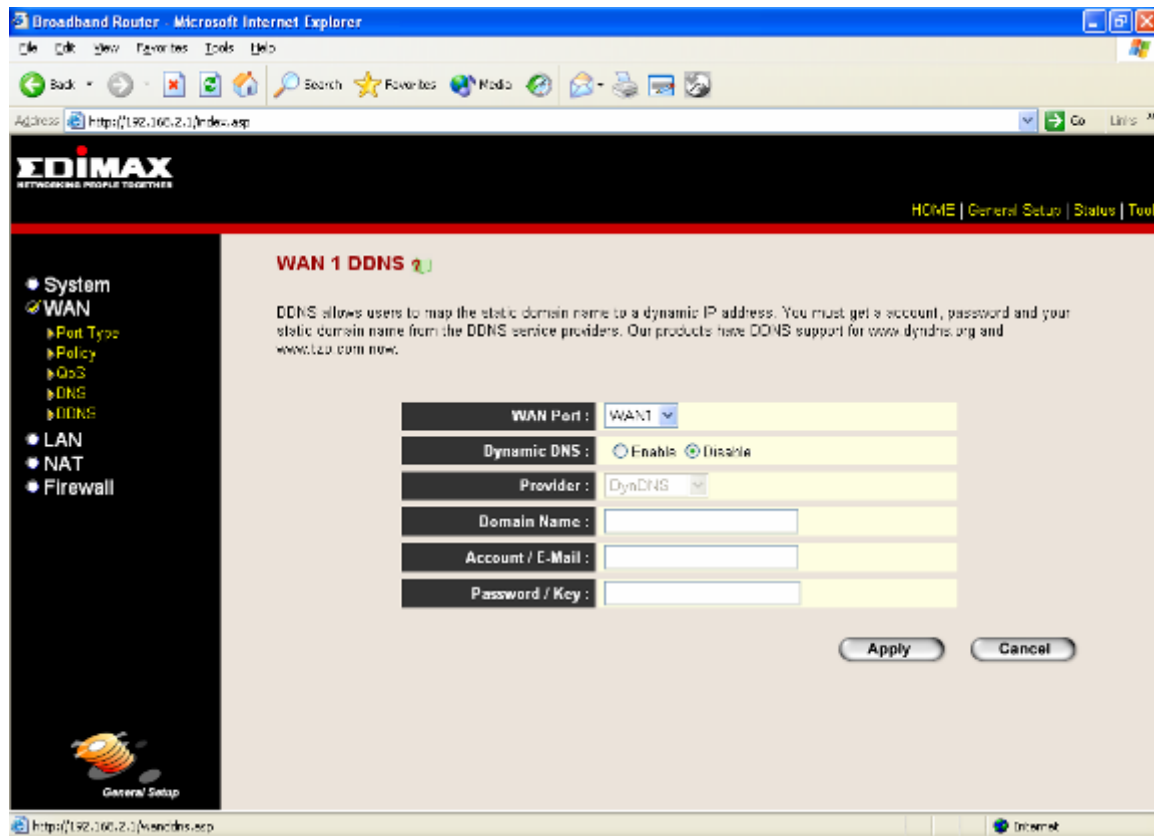 Broadband Router - Microsoft Internet Explorer
File Edit View Favorites Tools Help
Back Search Favorites Media
Address http://192.168.2.1/index.asp Go Links »
EDIMAX
NETWORKING PEOPLE TOGETHER
HOME | General Setup | Status | Tool
System
WAN
Port Type
Policy
QoS
DNS
DDNS
LAN
NAT
Firewall
General Setup
WAN 1 DDNS
DDNS allows users to map the static domain name to a dynamic IP address. You must get a account, password and your
static domain name from the DDNS service providers. Our products have DDNS support for www.dyndns.org and
www.tzo.com now.
WAN Port : WAN1
Dynamic DNS : Enable Disable
Provider : DynDNS
Domain Name :
Account / E-Mail :
Password / Key :
Apply Cancel
http://192.168.2.1/wanddns.asp Internet